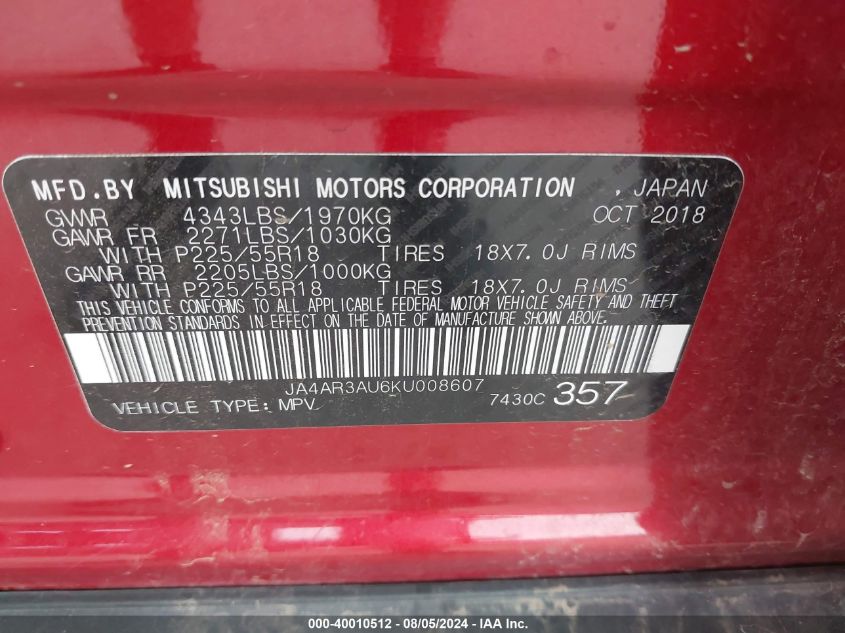 MFD.BY MITSUBISHI MOTORS CORPORATION , JAPAN
GVWR 4343LBS/1970KG OCT 2018
GAWR FR 2271LBS/1030KG
WITH P225/55R18 TIRES 18X7.0J RIMS
GAWR RR 2205LBS/1000KG
WITH P225/55R18 TIRES 18X7.0J RIMS
THIS VEHICLE CONFORMS TO ALL APPLICABLE FEDERAL MOTOR VEHICLE SAFETY AND THEFT
PREVENTION STANDARDS IN EFFECT ON THE DATE OF MANUFACTURE SHOWN ABOVE.
JA4AR3AU6KU008607
VEHICLE TYPE: MPV 7430C 357
000-40010512 - 08/05/2024 - IAA Inc.